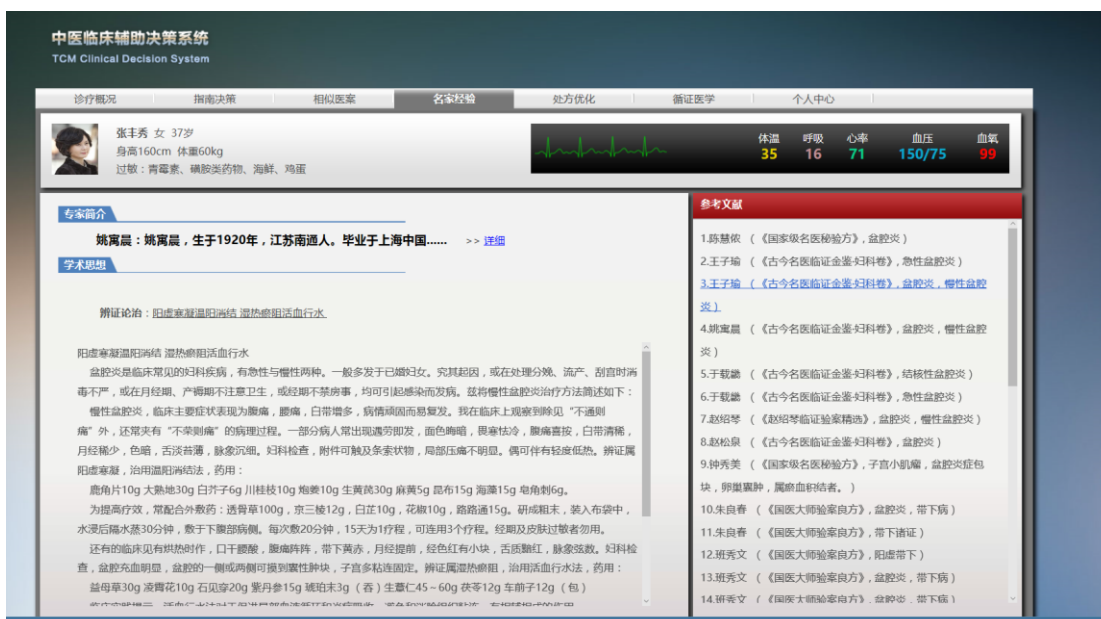 中医临床辅助决策系统
TCM Clinical Decision System
诊疗概况 指南决策 相似医案 名家经验 处方优化 循证医学 个人中心
张丰秀 女 37岁
身高160cm 体重60kg
过敏：青霉素、磺胺类药物、海鲜、鸡蛋
体温 呼吸 心率 血压 血氧
35 16 71 150/75 99
专家简介
姚寓晨：姚寓晨，生于1920年，江苏南通人。毕业于上海中国...... >> 详细
学术思想
辨证论治：阳虚寒凝温阳消结 湿热瘀阻活血行水
阳虚寒凝温阳消结 湿热瘀阻活血行水
盆腔炎是临床常见的妇科疾病，有急性与慢性两种。一般多发于已婚妇女。究其起因，或在处理分娩、流产、刮宫时消
毒不严，或在月经期、产褥期不注意卫生，或经期不禁房事，均可引起感染而发病。兹将慢性盆腔炎治疗方法简述如下：
慢性盆腔炎，临床主要症状表现为腹痛，腰痛，白带增多，病情顽固而易复发。我在临床上观察到除见“不通则
痛”外，还常夹有“不荣则痛”的病理过程。一部分病人常出现遇劳即发，面色晦暗，畏寒怯冷，腹痛喜按，白带清稀，
月经稀少，色暗，舌淡苔薄，脉象沉细。妇科检查，附件可触及条索状物，局部压痛不明显。偶可伴有轻度低热。辨证属
阳虚寒凝，治用温阳消结法，药用：
鹿角片10g 大熟地30g 白芥子6g 川桂枝10g 炮姜10g 生黄芪30g 麻黄5g 昆布15g 海藻15g 皂角刺6g。
为提高疗效，常配合外敷药：透骨草100g，京三棱12g，白芷10g，花椒10g，路路通15g。研成粗末，装入布袋中，
水浸后隔水蒸30分钟，敷于下腹部病侧。每次敷20分钟，15天为1疗程，可连用3个疗程。经期及皮肤过敏者勿用。
还有的临床见有烘热时作，口干腰酸，腹痛阵阵，带下黄赤，月经提前，经色红有小块，舌质黯红，脉象弦数。妇科检
查，盆腔充血明显，盆腔的一侧或两侧可摸到囊性肿块，子宫多粘连固定。辨证属湿热瘀阻，治用活血行水法，药用：
益母草30g 凌霄花10g 石见穿20g 紫丹参15g 琥珀末3g （吞）生薏仁45～60g 茯苓12g 车前子12g（包）
参考文献
1.陈慧侬 （《国家级名医秘验方》, 盆腔炎）
2.王子瑜 （《古今名医临证金鉴·妇科卷》, 急性盆腔炎）
3.王子瑜 （《古今名医临证金鉴·妇科卷》, 盆腔炎，慢性盆腔
炎）
4.姚寓晨 （《古今名医临证金鉴·妇科卷》, 盆腔炎，慢性盆腔
炎）
5.于载畿 （《古今名医临证金鉴·妇科卷》, 结核性盆腔炎）
6.于载畿 （《古今名医临证金鉴·妇科卷》, 急性盆腔炎）
7.赵绍琴 （《赵绍琴临证验案精选》, 盆腔炎，慢性盆腔炎）
8.赵松泉 （《古今名医临证金鉴·妇科卷》, 盆腔炎）
9.钟秀美 （《国家级名医秘验方》, 子宫小肌瘤，盆腔炎症包
块，卵巢囊肿，属瘀血积结者。）
10.朱良春 （《国医大师验案良方》, 盆腔炎，带下病）
11.朱良春 （《国医大师验案良方》, 带下诸证）
12.班秀文 （《国医大师验案良方》, 阳虚带下）
13.班秀文 （《国医大师验案良方》, 盆腔炎，带下病）
14.班秀文 （《国医大师验案良方》, 盆腔炎，带下病）